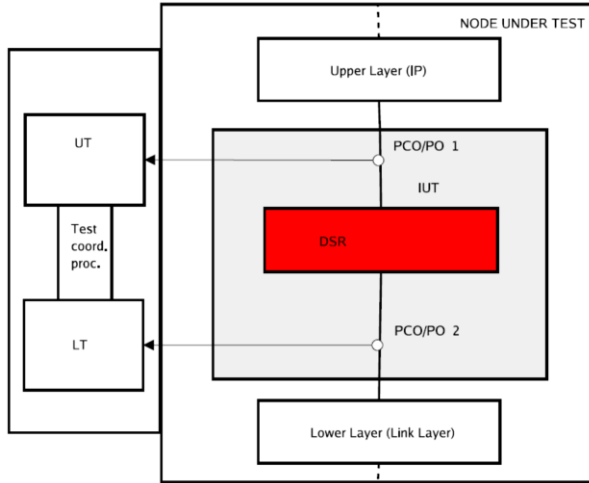 NODE UNDER TEST
Upper Layer (IP)
UT
PCO/PO 1
IUT
Test
coord.
proc.
DSR
PCO/PO 2
LT
Lower Layer (Link Layer)